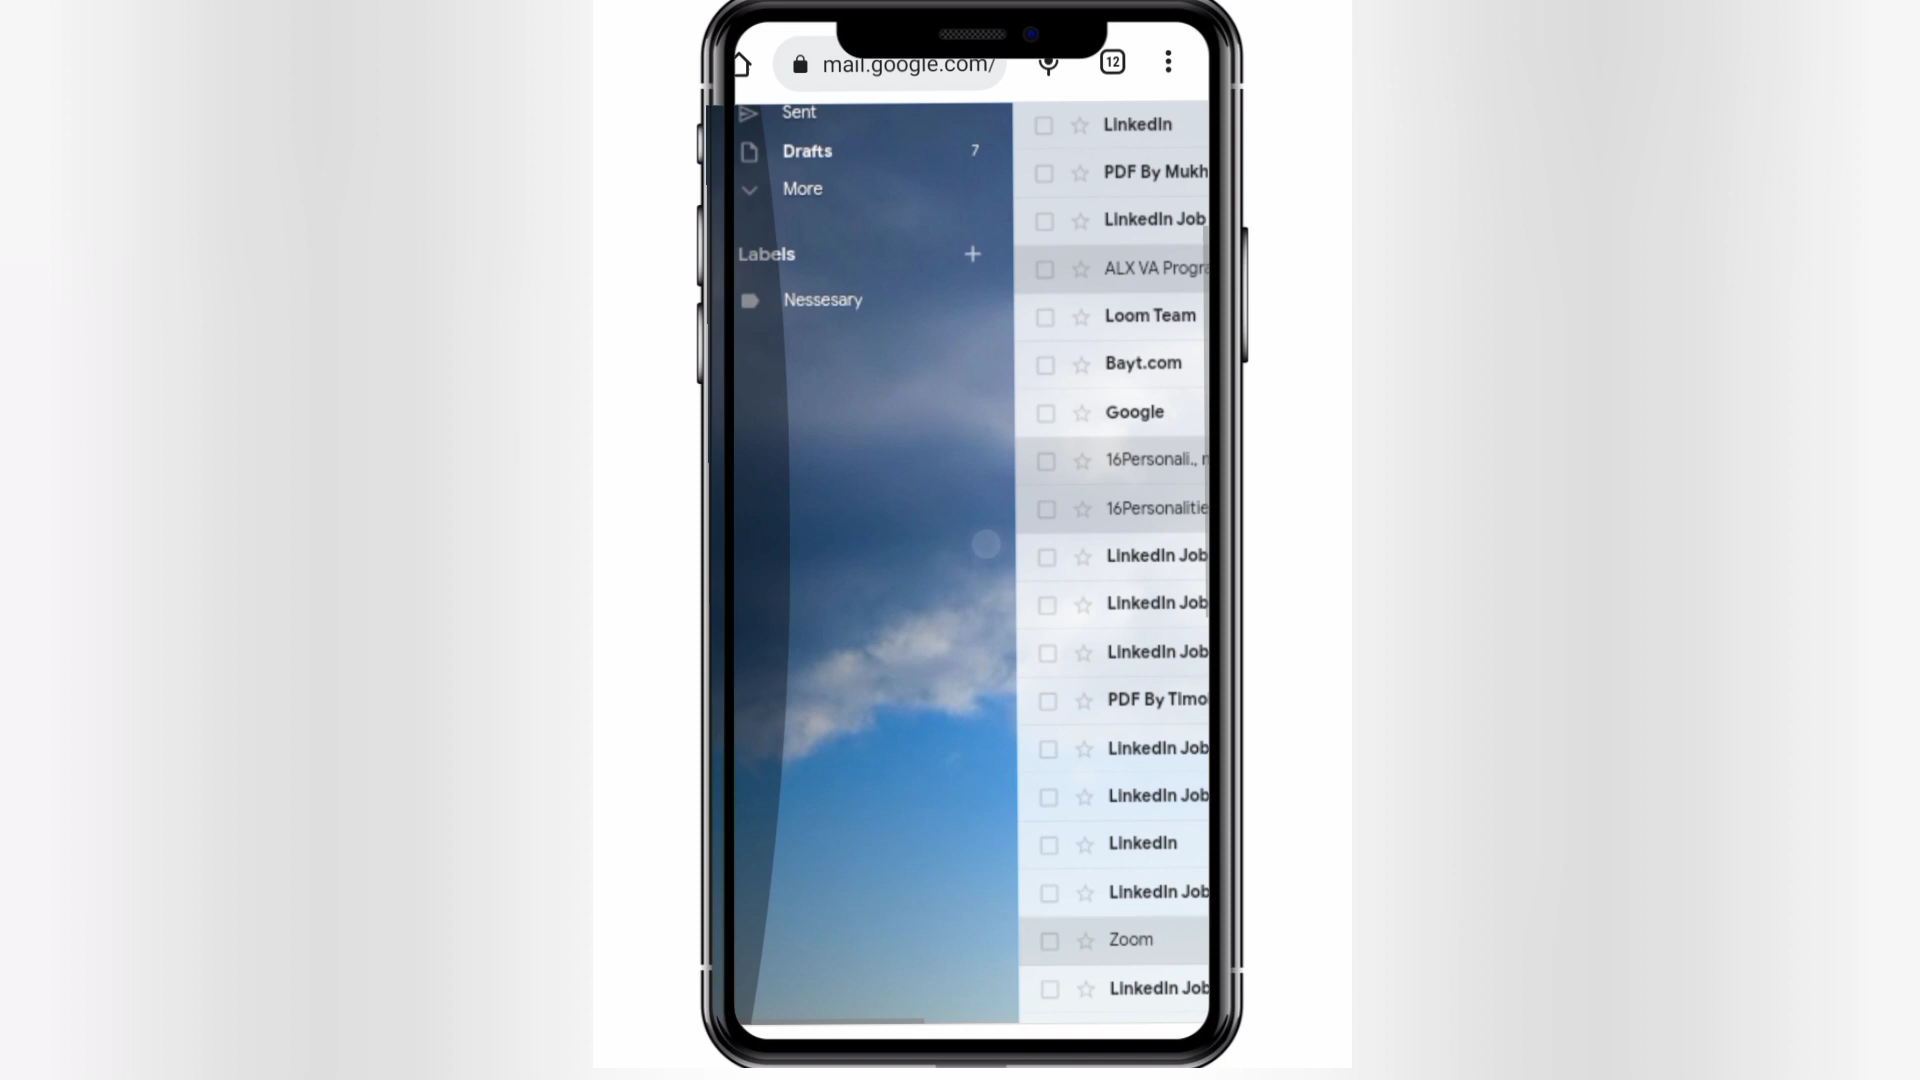 mail.google.com/
12
Sent
Drafts 7
More
Labels +
Nessesary
LinkedIn
PDF By Mukh
LinkedIn Job
ALX VA Progra
Loom Team
Bayt.com
Google
16Personali., r
16Personalitie
LinkedIn Job
LinkedIn Job
LinkedIn Job
PDF By Timo
LinkedIn Job
LinkedIn Job
LinkedIn
LinkedIn Job
Zoom
LinkedIn Job